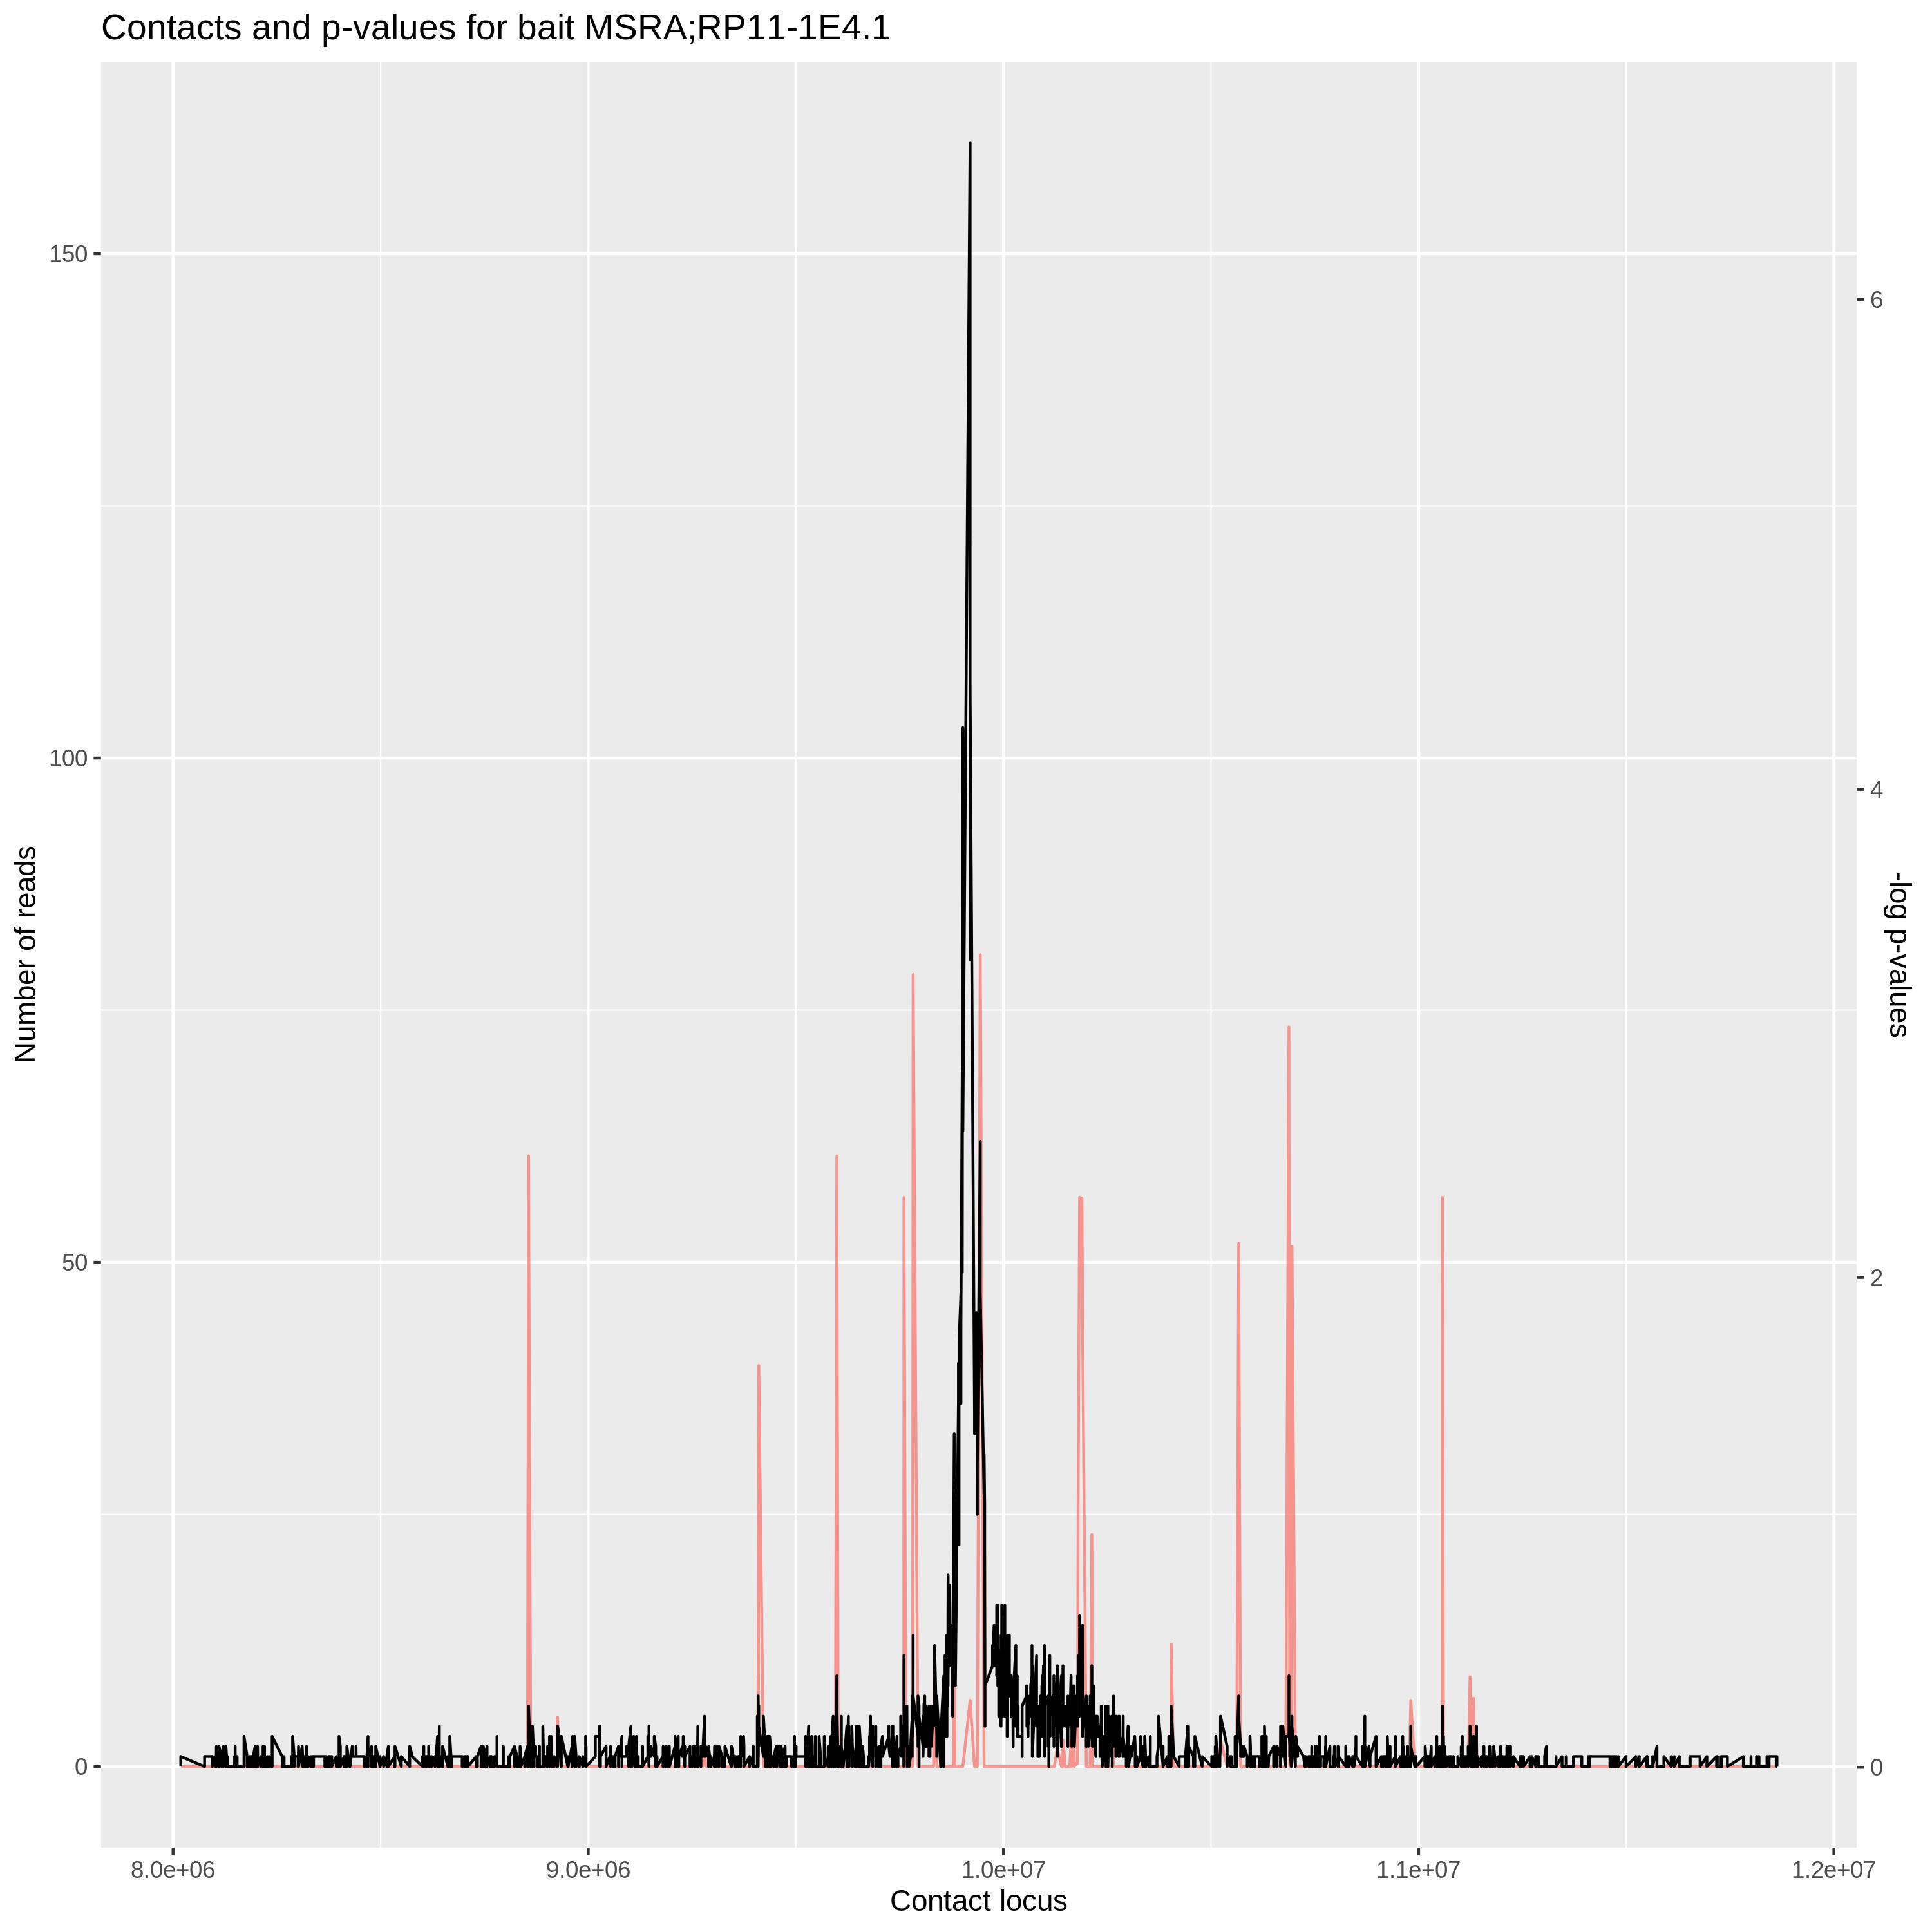 Contacts and p-values for bait MSRA;RP11-1E4.1
Number of reads
150
100
50
0
6
4
2
0
-log p-values
8.0e+06
9.0e+06
1.0e+07
1.1e+07
1.2e+07
Contact locus